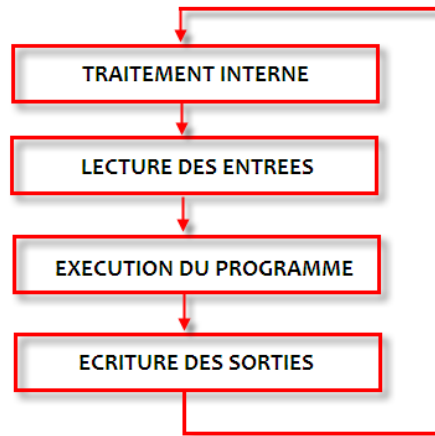 TRAITEMENT INTERNE
LECTURE DES ENTREES
EXECUTION DU PROGRAMME
ECRITURE DES SORTIES